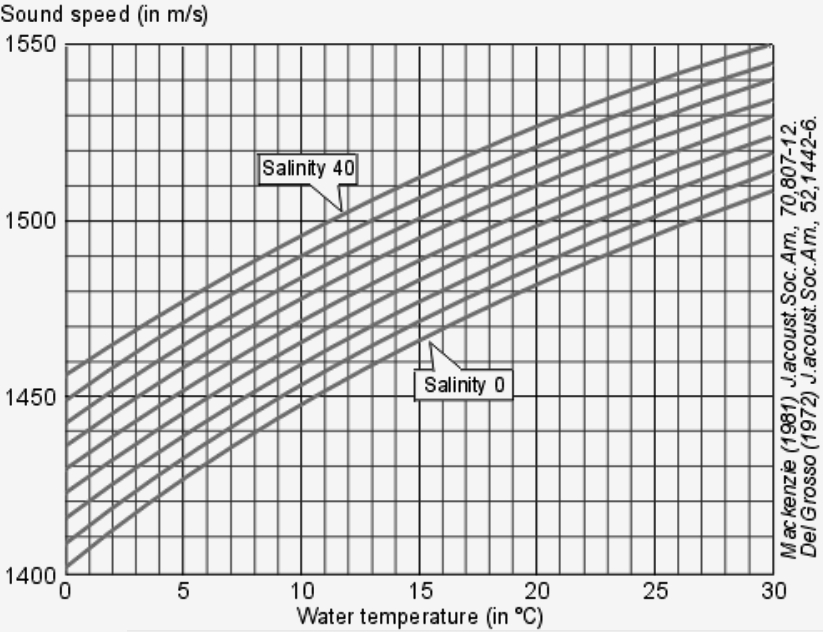 Sound speed (in m/s)
1550
1500
1450
1400
Salinity 40
Salinity 0
0 5 10 15 20 25 30
Water temperature (in °C)
Mackenzie (1981) J.acoust.Soc.Am., 70,807-12.
Del Grosso (1972) J.acoust.Soc.Am., 52,1442-6.